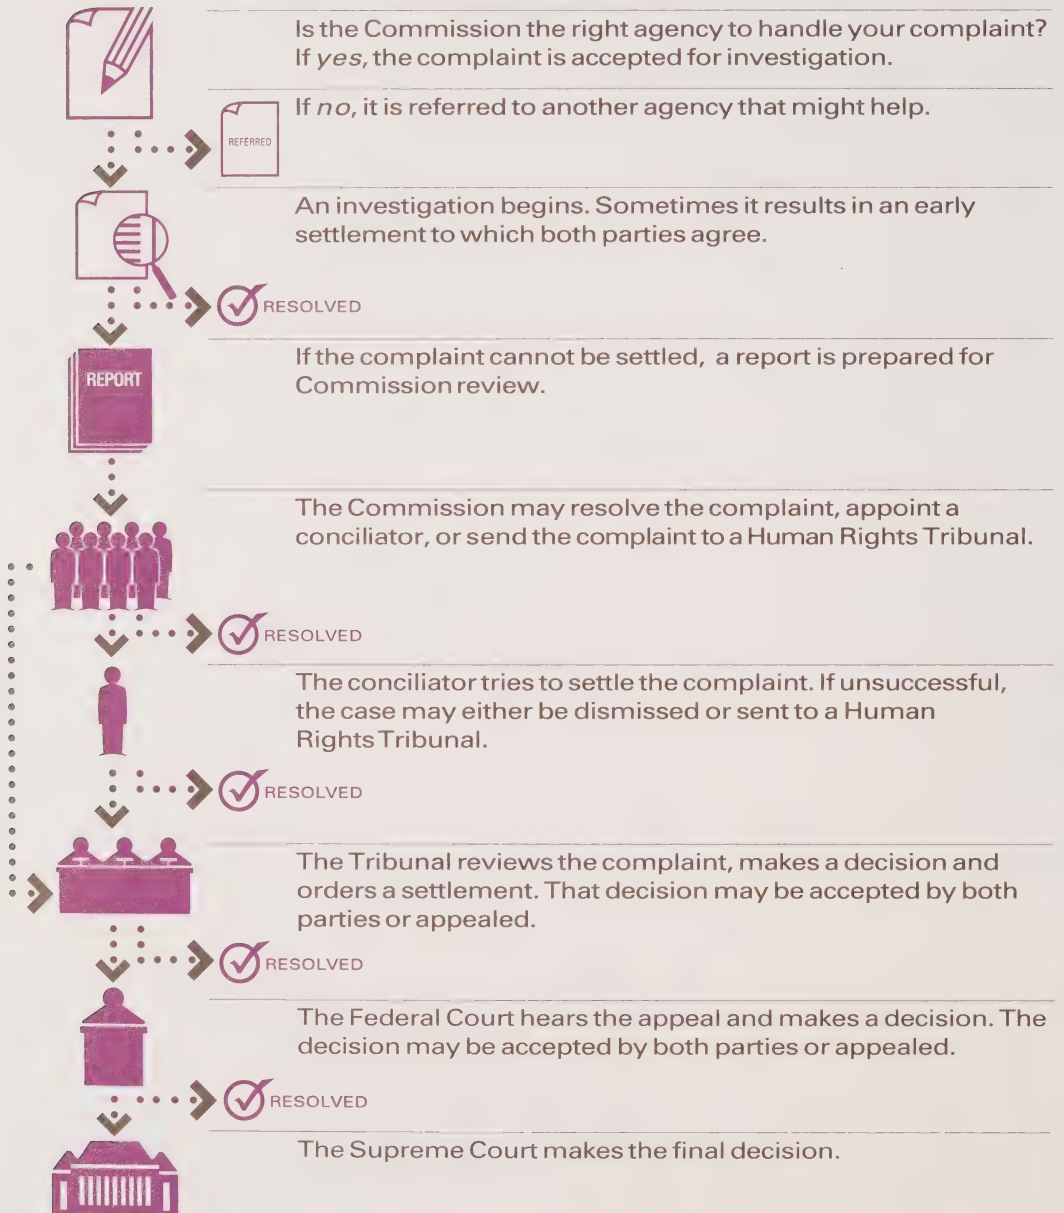 Is the Commission the right agency to handle your complaint?
If yes, the complaint is accepted for investigation.
If no, it is referred to another agency that might help.
REFERRED
An investigation begins. Sometimes it results in an early
settlement to which both parties agree.
RESOLVED
If the complaint cannot be settled, a report is prepared for
Commission review.
REPORT
The Commission may resolve the complaint, appoint a
conciliator, or send the complaint to a Human Rights Tribunal.
RESOLVED
The conciliator tries to settle the complaint. If unsuccessful,
the case may either be dismissed or sent to a Human
Rights Tribunal.
RESOLVED
The Tribunal reviews the complaint, makes a decision and
orders a settlement. That decision may be accepted by both
parties or appealed.
RESOLVED
The Federal Court hears the appeal and makes a decision. The
decision may be accepted by both parties or appealed.
RESOLVED
The Supreme Court makes the final decision.